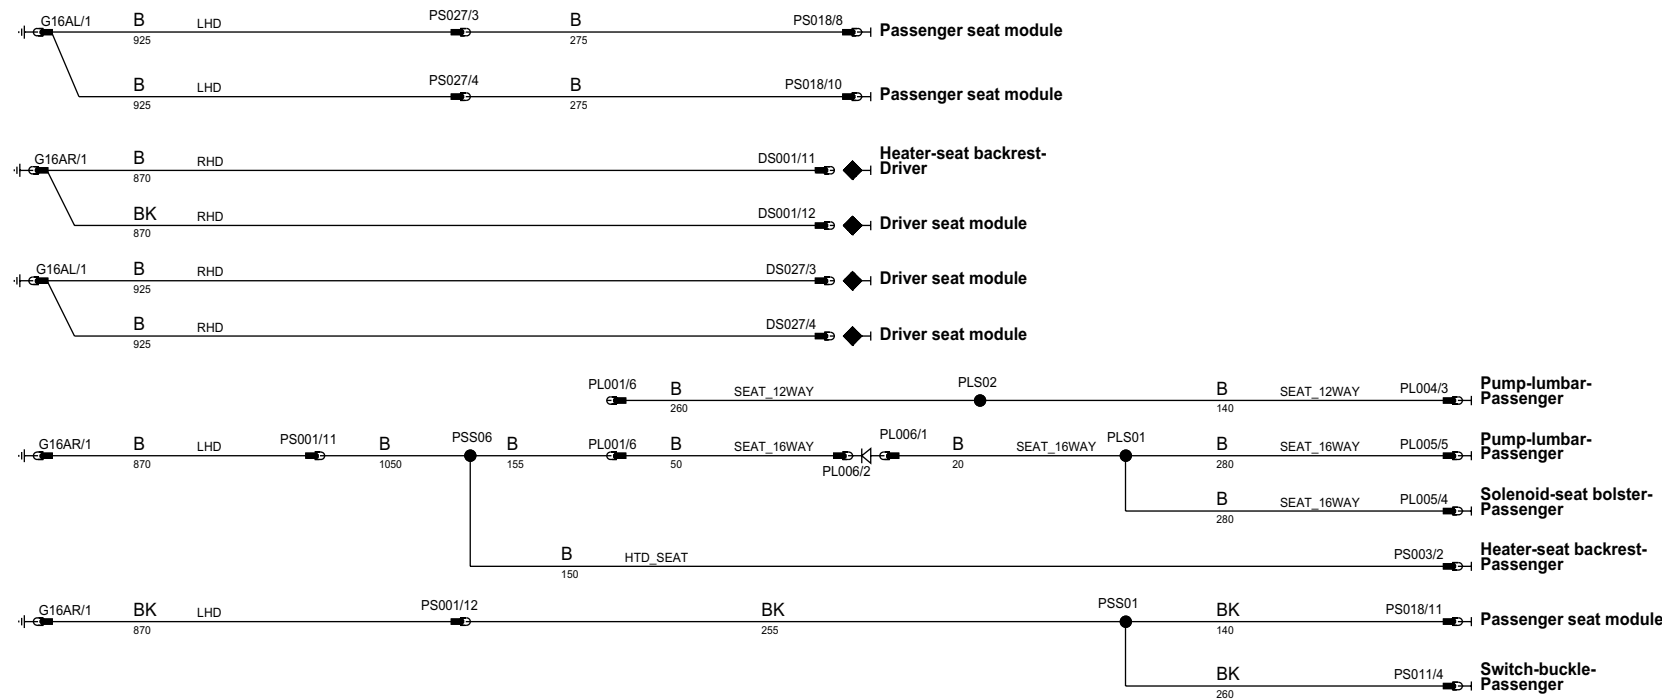 G16AL/1 B LHD PS027/3 B PS018/8 Passenger seat module
925 275
B LHD PS027/4 B PS018/10 Passenger seat module
925 275
G16AR/1 B RHD DS001/11 Heater-seat backrest-
Driver
870
BK RHD DS001/12 Driver seat module
870
G16AL/1 B RHD DS027/3 Driver seat module
925
B RHD DS027/4 Driver seat module
925
PL001/6 B SEAT_12WAY PLS02 B SEAT_12WAY PL004/3 Pump-lumbar-
Passenger
260 140
G16AR/1 B LHD PS001/11 B PSS06 B PL001/6 B SEAT_16WAY PL006/1 B SEAT_16WAY PLS01 B SEAT_16WAY PL005/5 Pump-lumbar-
Passenger
870 1050 155 50 PL006/2 20 280
B SEAT_16WAY PL005/4 Solenoid-seat bolster-
Passenger
280
B HTD_SEAT PS003/2 Heater-seat backrest-
Passenger
150
G16AR/1 BK LHD PS001/12 BK PSS01 BK PS018/11 Passenger seat module
870 255 140
BK PS011/4 Switch-buckle-
Passenger
260